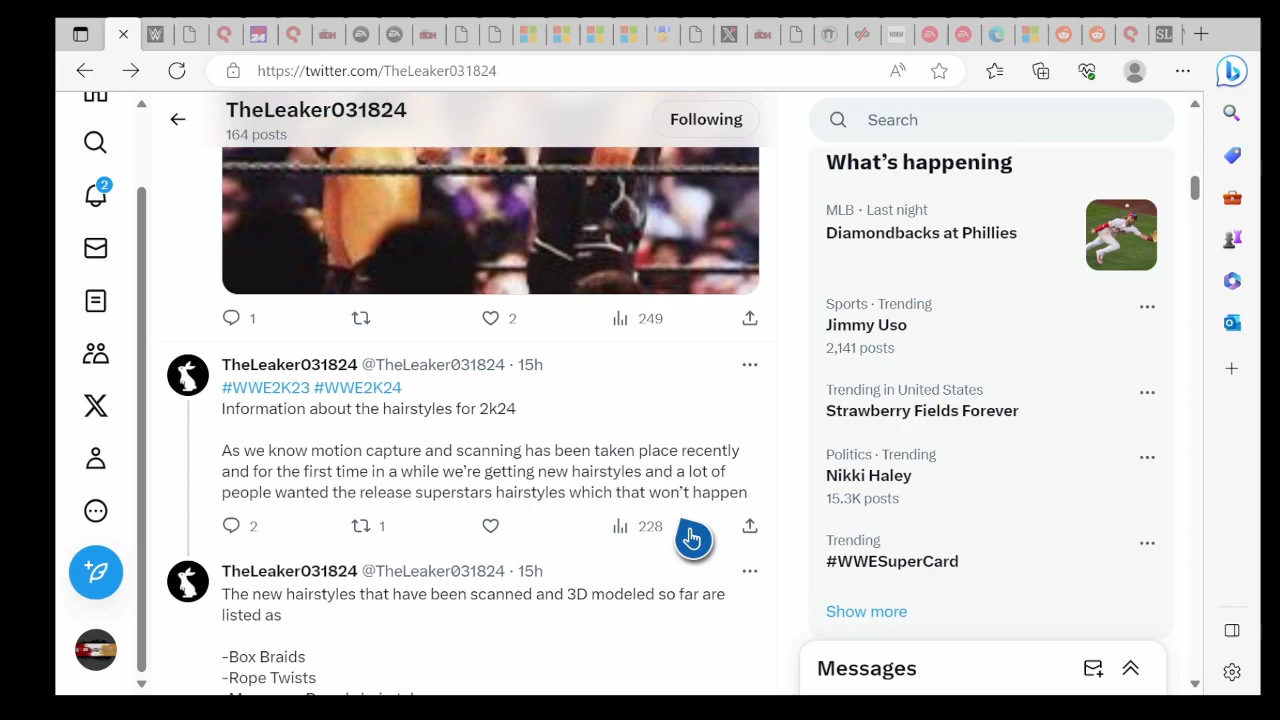 https://twitter.com/TheLeaker031824
TheLeaker031824
164 posts
Following
1
2
249
TheLeaker031824 @TheLeaker031824 · 15h
#WWE2K23 #WWE2K24
Information about the hairstyles for 2k24
As we know motion capture and scanning has been taken place recently
and for the first time in a while we're getting new hairstyles and a lot of
people wanted the release superstars hairstyles which that won't happen
2
1
228
TheLeaker031824 @TheLeaker031824 · 15h
The new hairstyles that have been scanned and 3D modeled so far are
listed as
-Box Braids
-Rope Twists
2
Search
What's happening
MLB · Last night
Diamondbacks at Phillies
Sports · Trending
Jimmy Uso
2,141 posts
Trending in United States
Strawberry Fields Forever
Politics · Trending
Nikki Haley
15.3K posts
Trending
#WWESuperCard
Show more
Messages